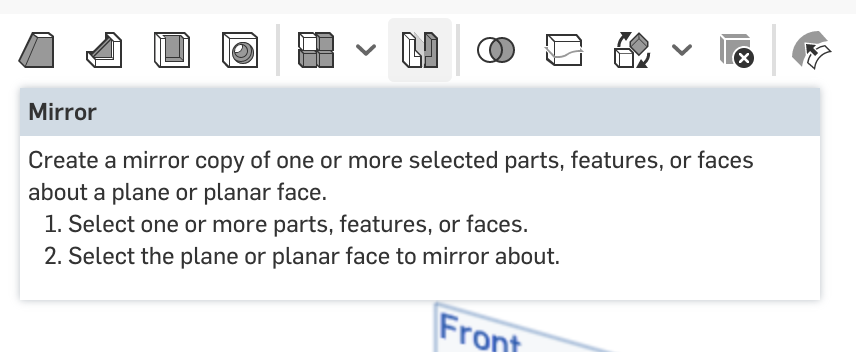 Mirror
Create a mirror copy of one or more selected parts, features, or faces
about a plane or planar face.
1. Select one or more parts, features, or faces.
2. Select the plane or planar face to mirror about.
Front